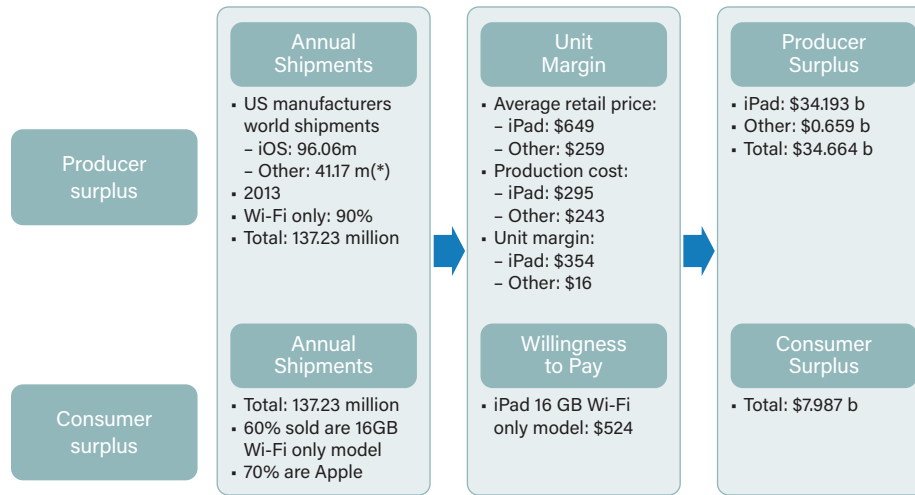 Producer
surplus
Annual
Shipments
▪ US manufacturers
world shipments
– iOS: 96.06m
– Other: 41.17 m(*)
▪ 2013
▪ Wi-Fi only: 90%
▪ Total: 137.23 million
Unit
Margin
▪ Average retail price:
– iPad: $649
– Other: $259
▪ Production cost:
– iPad: $295
– Other: $243
▪ Unit margin:
– iPad: $354
– Other: $16
Producer
Surplus
▪ iPad: $34.193 b
▪ Other: $0.659 b
▪ Total: $34.664 b
Consumer
surplus
Annual
Shipments
▪ Total: 137.23 million
▪ 60% sold are 16GB
Wi-Fi only model
▪ 70% are Apple
Willingness
to Pay
▪ iPad 16 GB Wi-Fi
only model: $524
Consumer
Surplus
▪ Total: $7.987 b